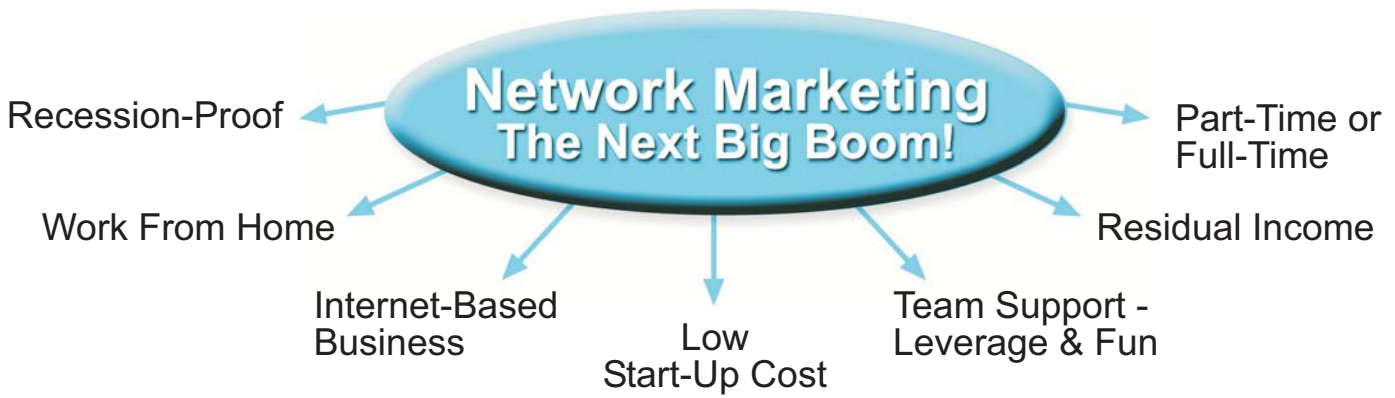 Network Marketing
The Next Big Boom!
Recession-Proof
Work From Home
Internet-Based
Business
Low
Start-Up Cost
Team Support -
Leverage & Fun
Residual Income
Part-Time or
Full-Time